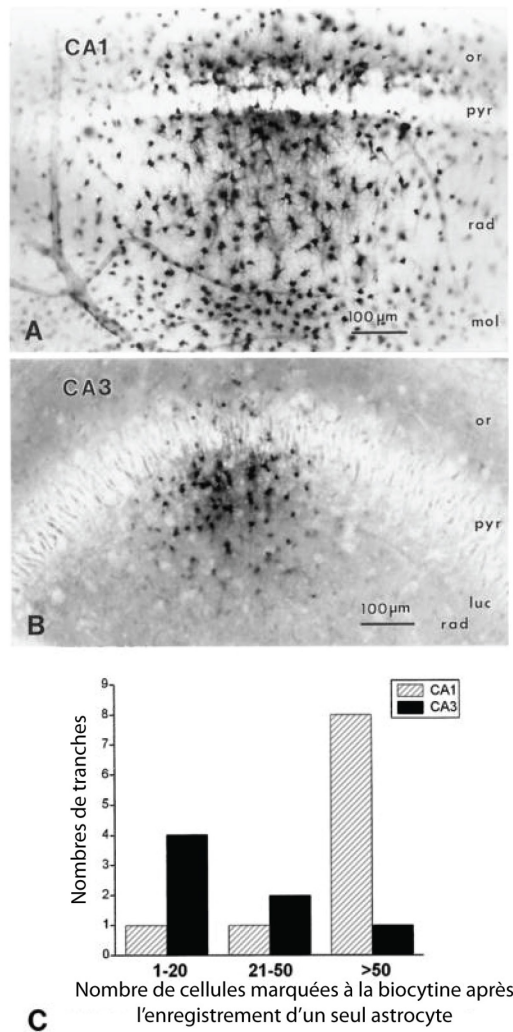 CA1
or
pyr
rad
100 µm
mol
A
CA3
or
pyr
luc
100 µm
rad
B
Nombres de tranches
9
8
7
6
5
4
3
2
1
0
CA1
CA3
1-20 21-50 >50
Nombre de cellules marquées à la biocytine après
l'enregistrement d'un seul astrocyte
C